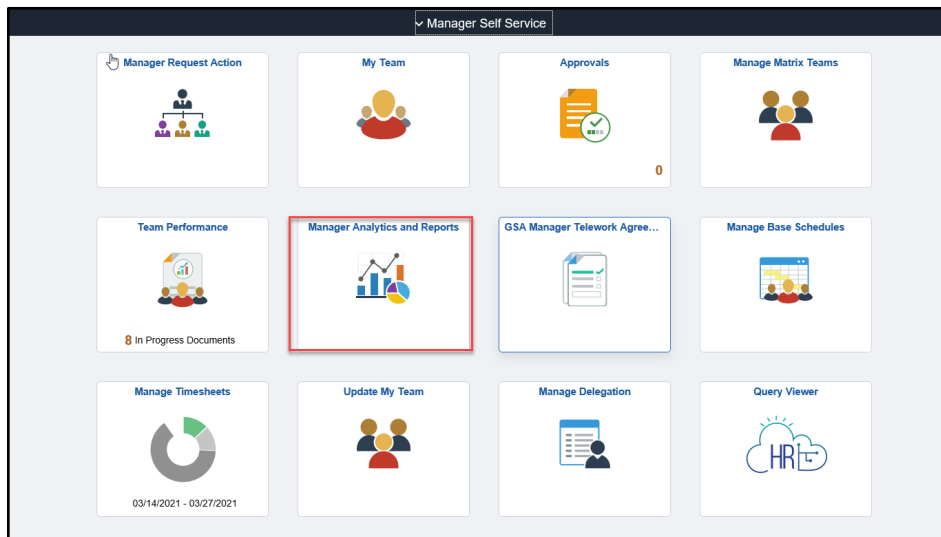 Manager Self Service
Manager Request Action
My Team
Approvals
Manage Matrix Teams
0
Team Performance
Manager Analytics and Reports
GSA Manager Telework Agree...
Manage Base Schedules
8 In Progress Documents
Manage Timesheets
Update My Team
Manage Delegation
Query Viewer
HR
03/14/2021 - 03/27/2021